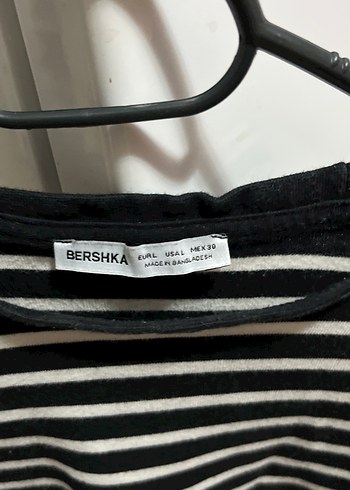 BERSHKA
EUR L USA L MEX 30
MADE IN BANGLADESH